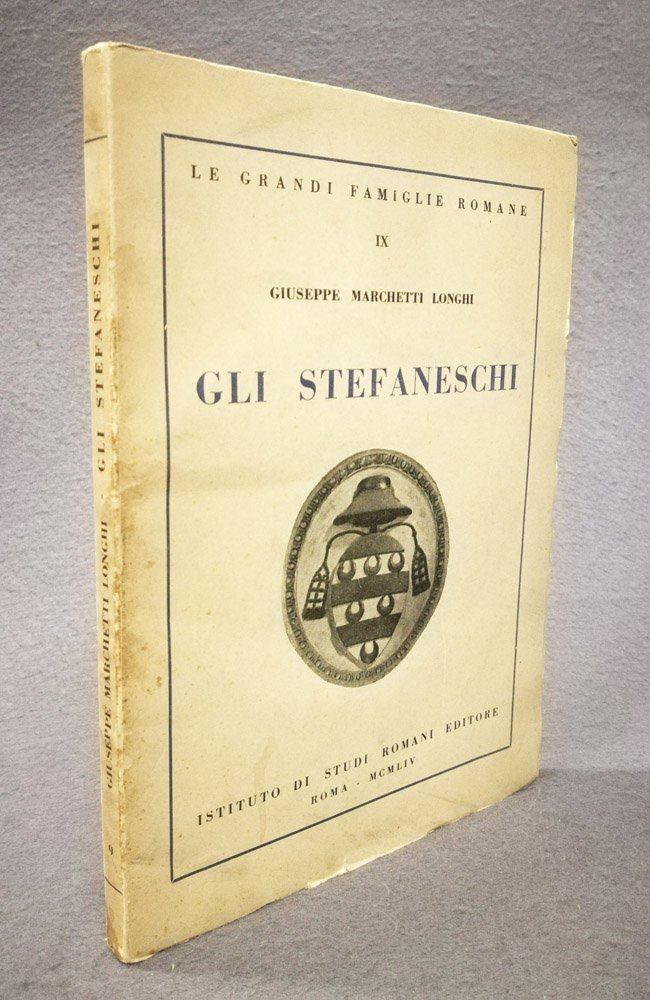 LE GRANDI FAMIGLIE ROMANE
IX
GIUSEPPE MARCHETTI LONGHI
GLI STEFANESCHI
ISTITUTO DI STUDI ROMANI EDITORE
ROMA - MCMLIV
GIUSEPPE MARCHETTI LONGHI - GLI STEFANESCHI
9